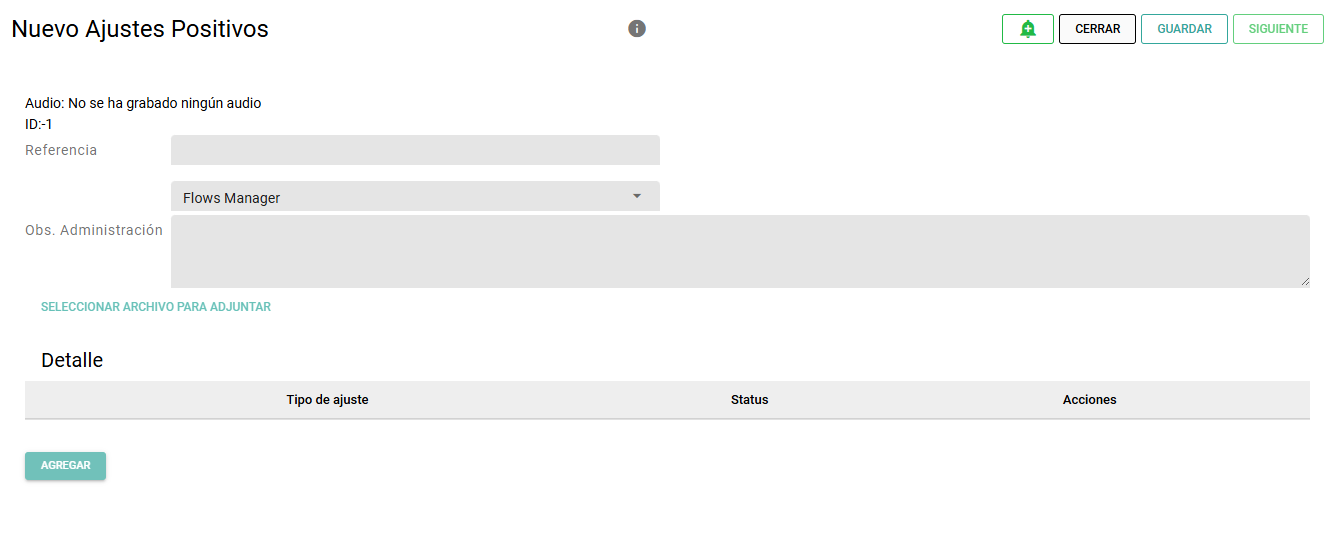 Nuevo Ajustes Positivos
CERRAR
GUARDAR
SIGUIENTE
Audio: No se ha grabado ningún audio
ID:-1
Referencia
Flows Manager
Obs. Administración
SELECCIONAR ARCHIVO PARA ADJUNTAR
Detalle
Tipo de ajuste Status Acciones
AGREGAR